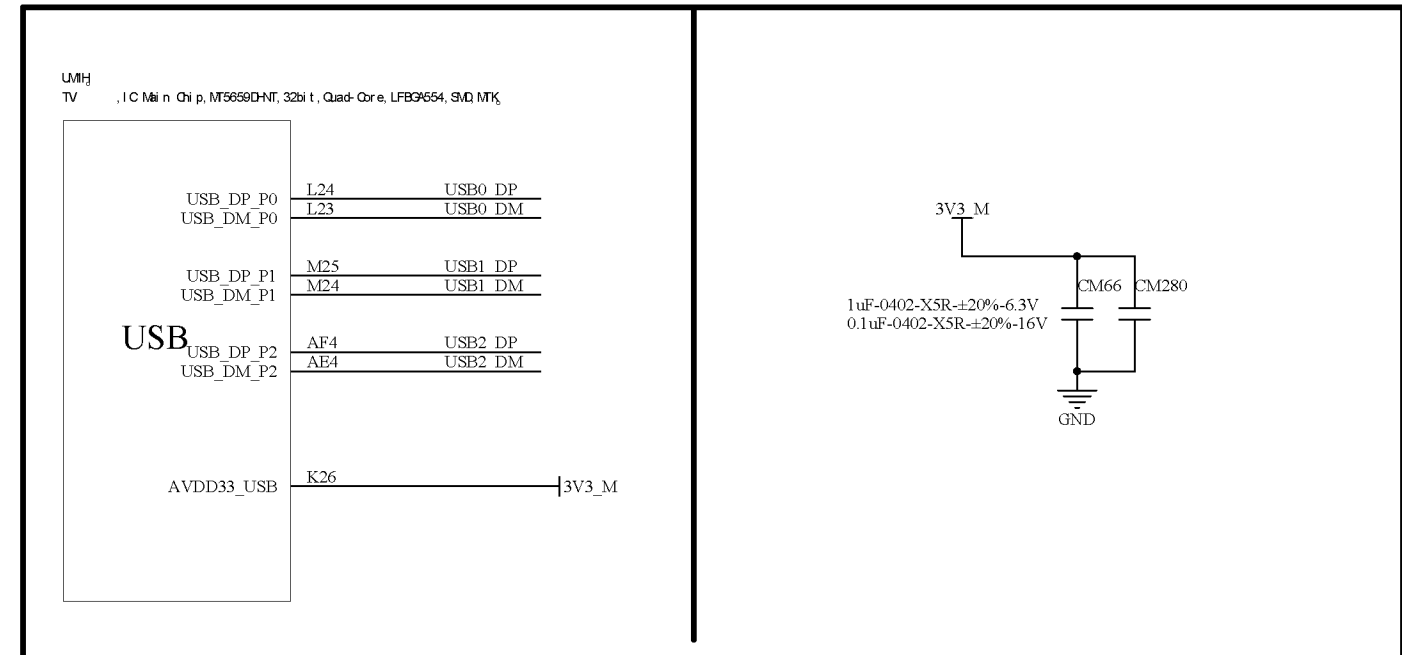 UM1H
TV , IC Main Chip, MT5659DHNT, 32bit, Quad-Core, LFBGA554, SMD, MTK
USB_DP_P0 L24 USB0_DP
USB_DM_P0 L23 USB0_DM
USB_DP_P1 M25 USB1_DP
USB_DM_P1 M24 USB1_DM
USB
USB_DP_P2 AF4 USB2_DP
USB_DM_P2 AE4 USB2_DM
AVDD33_USB K26 3V3_M
3V3_M
CM66 CM280
1uF-0402-X5R-±20%-6.3V
0.1uF-0402-X5R-±20%-16V
GND